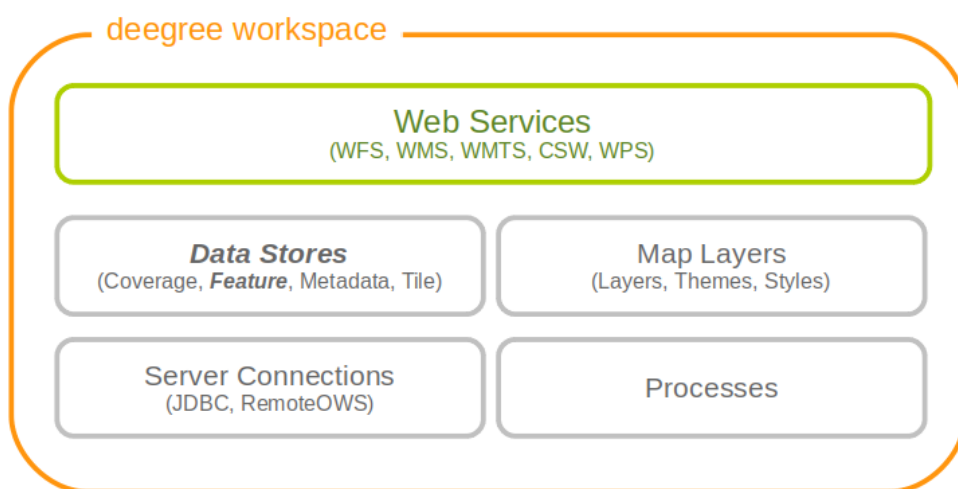 deegree workspace
Web Services
(WFS, WMS, WMTS, CSW, WPS)
Data Stores
(Coverage, Feature, Metadata, Tile)
Map Layers
(Layers, Themes, Styles)
Server Connections
(JDBC, RemoteOWS)
Processes